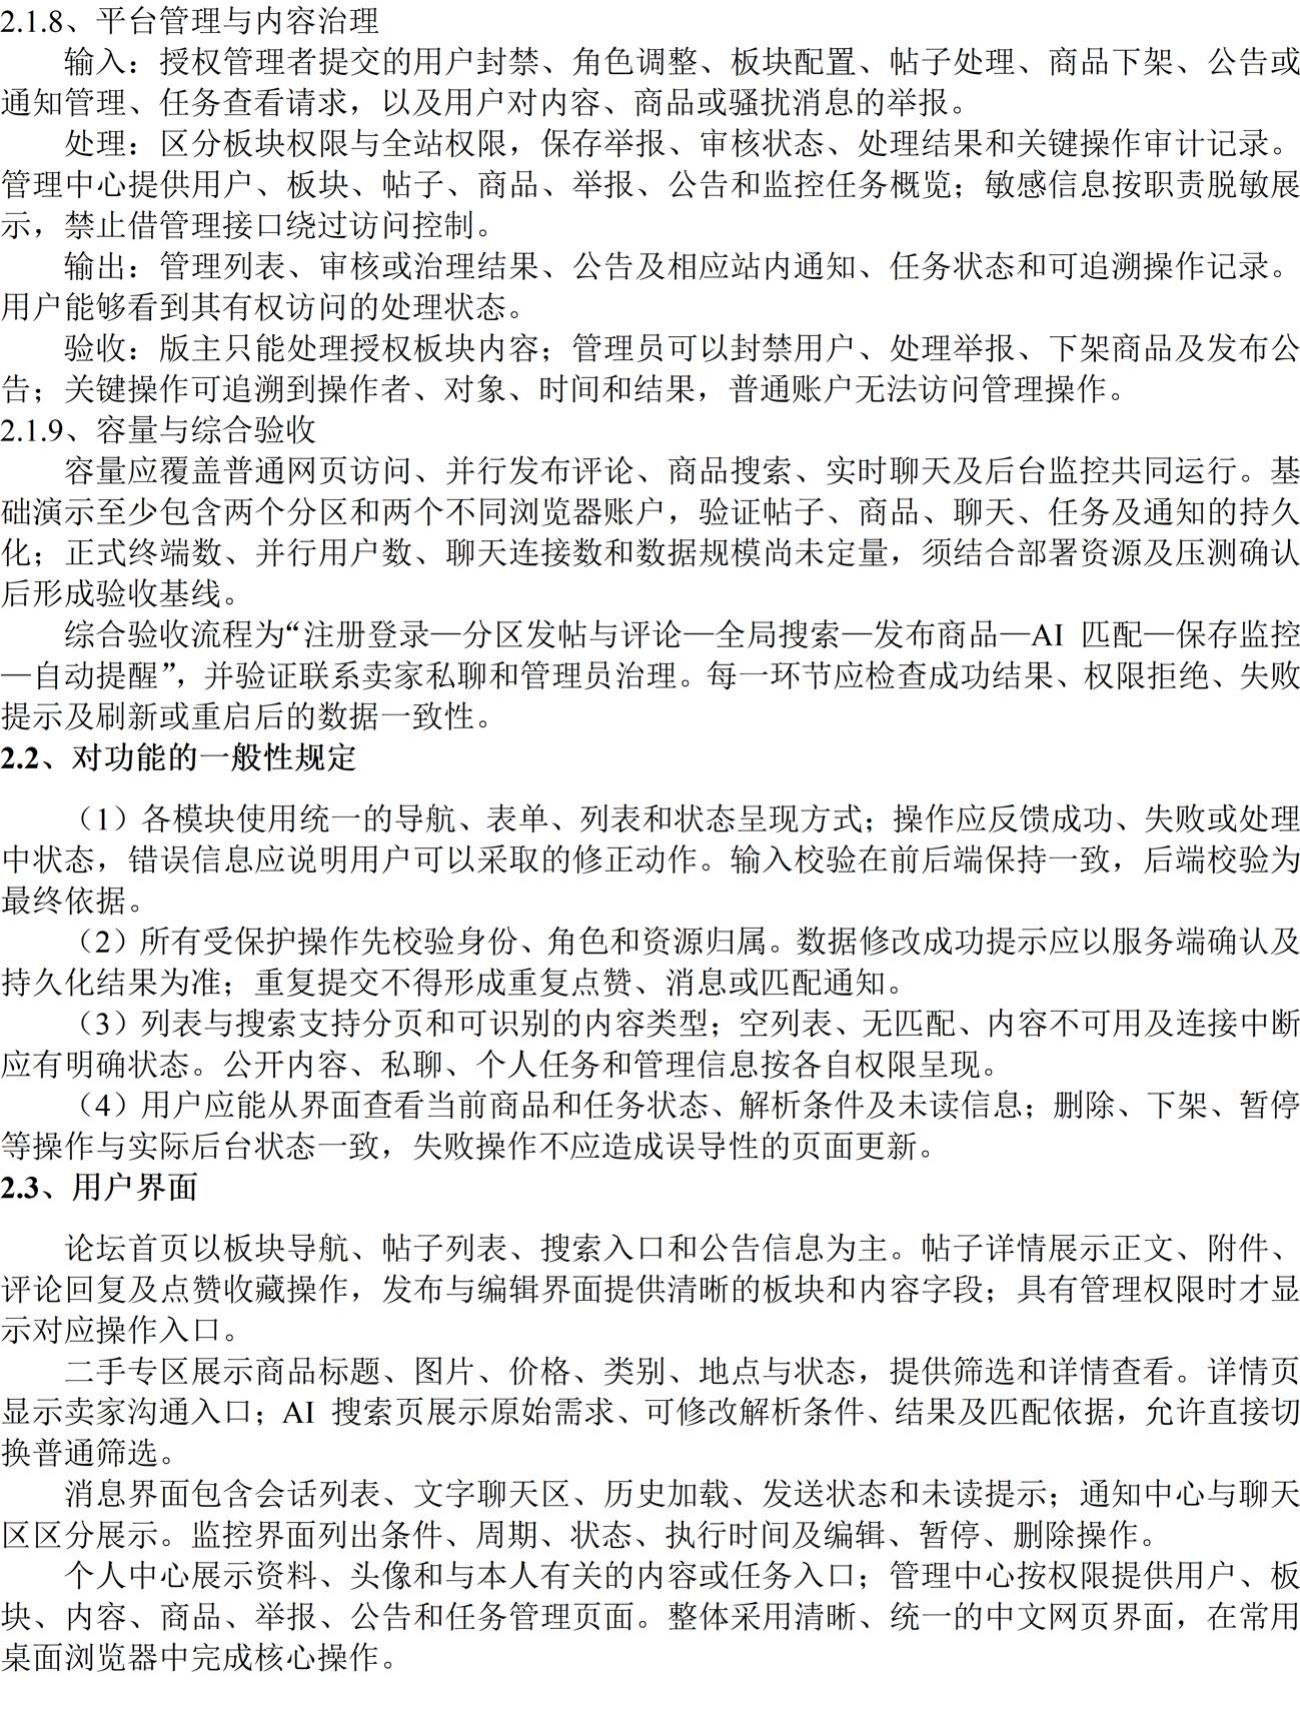 2.1.8、平台管理与内容治理
输入：授权管理者提交的用户封禁、角色调整、板块配置、帖子处理、商品下架、公告或
通知管理、任务查看请求，以及用户对内容、商品或骚扰消息的举报。
处理：区分板块权限与全站权限，保存举报、审核状态、处理结果和关键操作审计记录。
管理中心提供用户、板块、帖子、商品、举报、公告和监控任务概览；敏感信息按职责脱敏展
示，禁止借管理接口绕过访问控制。
输出：管理列表、审核或治理结果、公告及相应站内通知、任务状态和可追溯操作记录。
用户能够看到其有权访问的处理状态。
验收：版主只能处理授权板块内容；管理员可以封禁用户、处理举报、下架商品及发布公
告；关键操作可追溯到操作者、对象、时间和结果，普通账户无法访问管理操作。
2.1.9、容量与综合验收
容量应覆盖普通网页访问、并行发布评论、商品搜索、实时聊天及后台监控共同运行。基
础演示至少包含两个分区和两个不同浏览器账户，验证帖子、商品、聊天、任务及通知的持久
化；正式终端数、并行用户数、聊天连接数和数据规模尚未定量，须结合部署资源及压测确认
后形成验收基线。
综合验收流程为“注册登录—分区发帖与评论—全局搜索—发布商品—AI 匹配—保存监控
—自动提醒”，并验证联系卖家私聊和管理员治理。每一环节应检查成功结果、权限拒绝、失败
提示及刷新或重启后的数据一致性。
2.2、对功能的一般性规定
（1）各模块使用统一的导航、表单、列表和状态呈现方式；操作应反馈成功、失败或处理
中状态，错误信息应说明用户可以采取的修正动作。输入校验在前后端保持一致，后端校验为
最终依据。
（2）所有受保护操作先校验身份、角色和资源归属。数据修改成功提示应以服务端确认及
持久化结果为准；重复提交不得形成重复点赞、消息或匹配通知。
（3）列表与搜索支持分页和可识别的内容类型；空列表、无匹配、内容不可用及连接中断
应有明确状态。公开内容、私聊、个人任务和管理信息按各自权限呈现。
（4）用户应能从界面查看当前商品和任务状态、解析条件及未读信息；删除、下架、暂停
等操作与实际后台状态一致，失败操作不应造成误导性的页面更新。
2.3、用户界面
论坛首页以板块导航、帖子列表、搜索入口和公告信息为主。帖子详情展示正文、附件、
评论回复及点赞收藏操作，发布与编辑界面提供清晰的板块和内容字段；具有管理权限时才显
示对应操作入口。
二手专区展示商品标题、图片、价格、类别、地点与状态，提供筛选和详情查看。详情页
显示卖家沟通入口；AI 搜索页展示原始需求、可修改解析条件、结果及匹配依据，允许直接切
换普通筛选。
消息界面包含会话列表、文字聊天区、历史加载、发送状态和未读提示；通知中心与聊天
区区分展示。监控界面列出条件、周期、状态、执行时间及编辑、暂停、删除操作。
个人中心展示资料、头像和与本人有关的内容或任务入口；管理中心按权限提供用户、板
块、内容、商品、举报、公告和任务管理页面。整体采用清晰、统一的中文网页界面，在常用
桌面浏览器中完成核心操作。